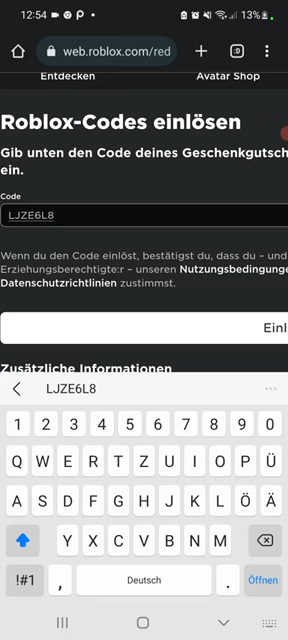 12:54
13%
web.roblox.com/red
:D
Entdecken Avatar Shop
Roblox-Codes einlösen
Gib unten den Code deines Geschenkgutsch
ein.
Code
LJZE6L8
Wenn du den Code einlöst, bestätigst du, dass du – und
Erziehungsberechtigte:r – unseren Nutzungsbedingunge
Datenschutzrichtlinien zustimmst.
Einl
Zusätzliche Informationen
LJZE6L8
1 2 3 4 5 6 7 8 9 0
Q W E R T Z U I O P Ü
A S D F G H J K L Ö Ä
Y X C V B N M
!#1 , Deutsch . Öffnen